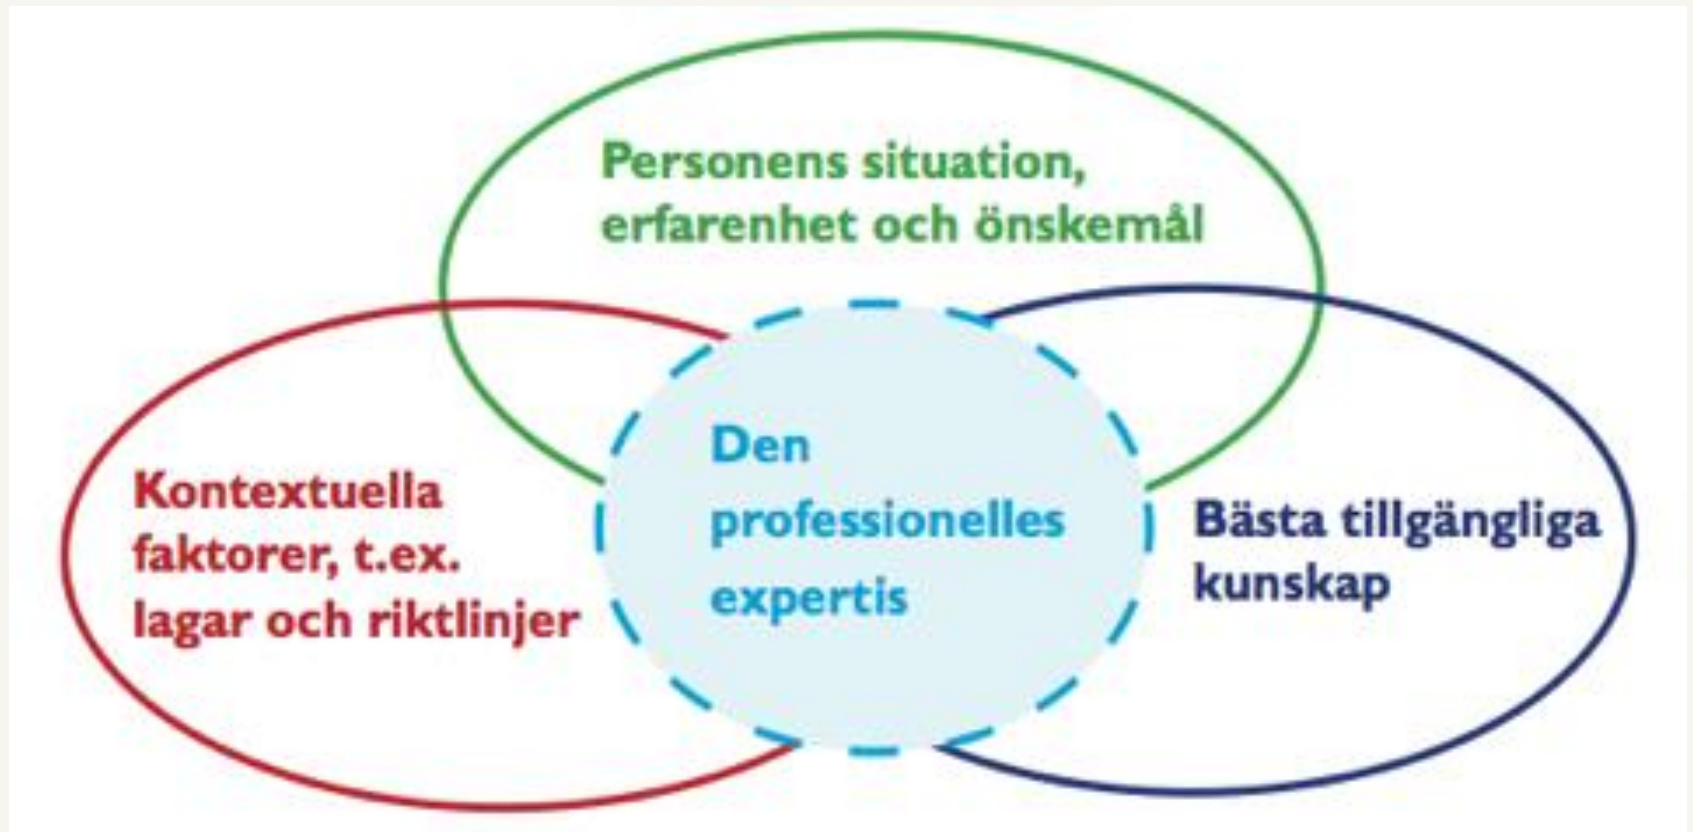 Personens situation,
erfarenhet och önskemål
Kontextuella
faktorer, t.ex.
lagar och riktlinjer
Den
professionelles
expertis
Bästa tillgängliga
kunskap